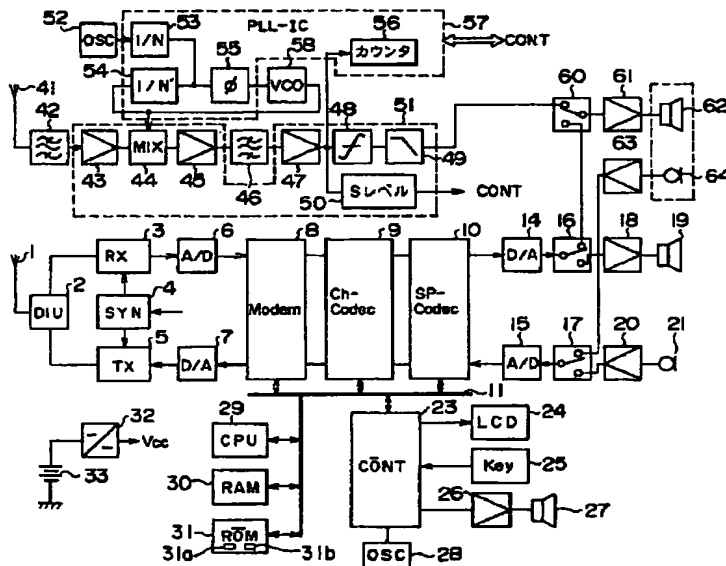 52 53 58 56 57
OSC I/N PLL-IC カウンタ CONT
54 55
41 I/N' φ VCO 60 61
62
42 48 51
MIX 63
43 44 45 46 47 49 64
50 Sレベル CONT
1 3 6 8 9 10 14 16 18 19
RX A/D Modem Ch-Codec SP-Codec D/A
2 DIU SYN 4
5 7 15 17 20 21
TX D/A A/D
11
32 29 23 24
Vcc CPU CONT LCD
33 30 Key 25
RAM 26
31 ROM 27
31a 31b OSC 28